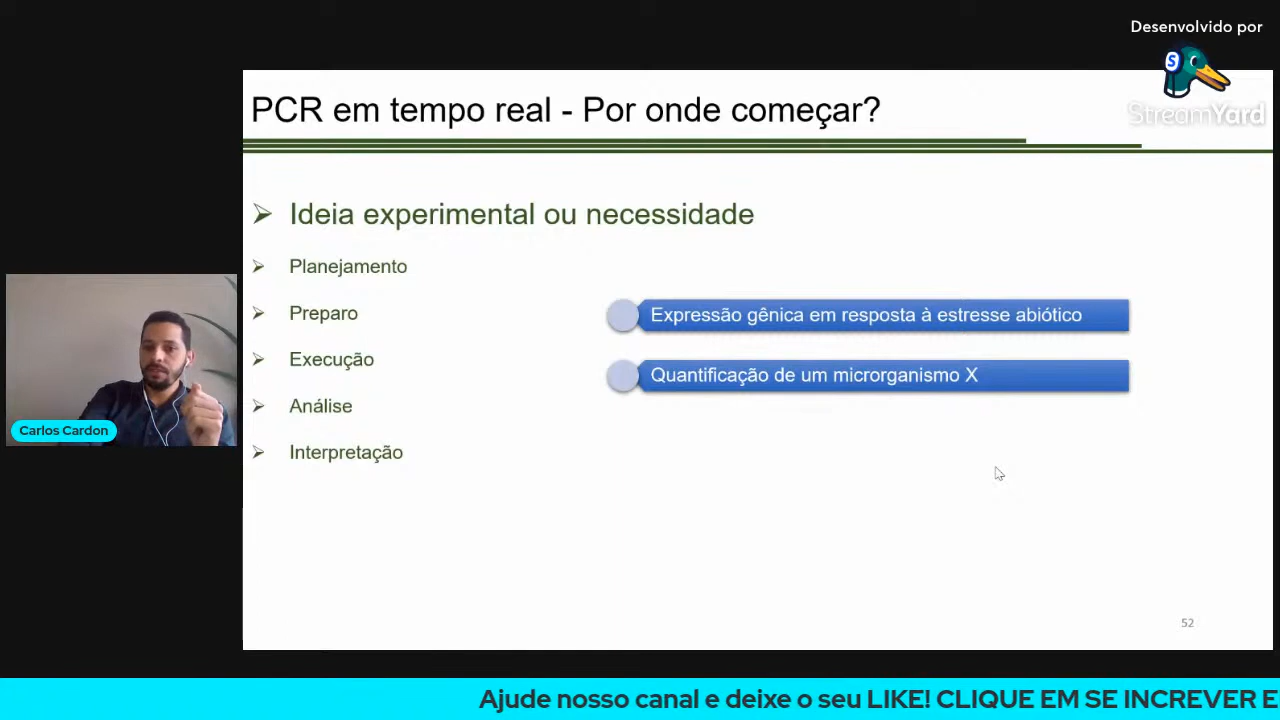 Desenvolvido por
S
StreamYard
PCR em tempo real - Por onde começar?
Ideia experimental ou necessidade
Planejamento
Preparo
Execução
Análise
Interpretação
Expressão gênica em resposta à estresse abiótico
Quantificação de um microrganismo X
Carlos Cardon
52
Ajude nosso canal e deixe o seu LIKE! CLIQUE EM SE INCREVER E